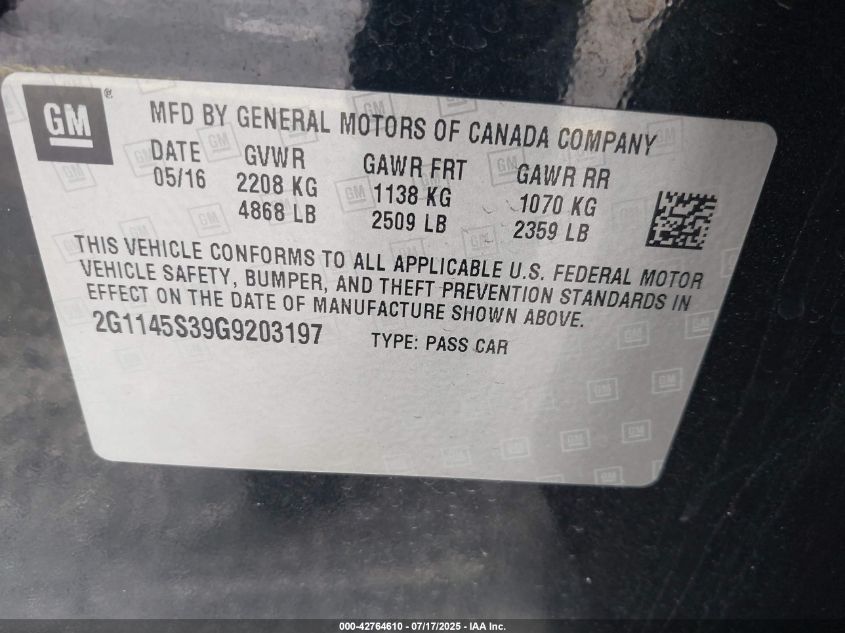 GM ®
MFD BY GENERAL MOTORS OF CANADA COMPANY
DATE GVWR GAWR FRT GAWR RR
05/16 2208 KG 1138 KG 1070 KG
4868 LB 2509 LB 2359 LB
THIS VEHICLE CONFORMS TO ALL APPLICABLE U.S. FEDERAL MOTOR
VEHICLE SAFETY, BUMPER, AND THEFT PREVENTION STANDARDS IN
EFFECT ON THE DATE OF MANUFACTURE SHOWN ABOVE.
2G1145S39G9203197 TYPE: PASS CAR
000-42764610 / 07/17/2025 - IAA Inc.